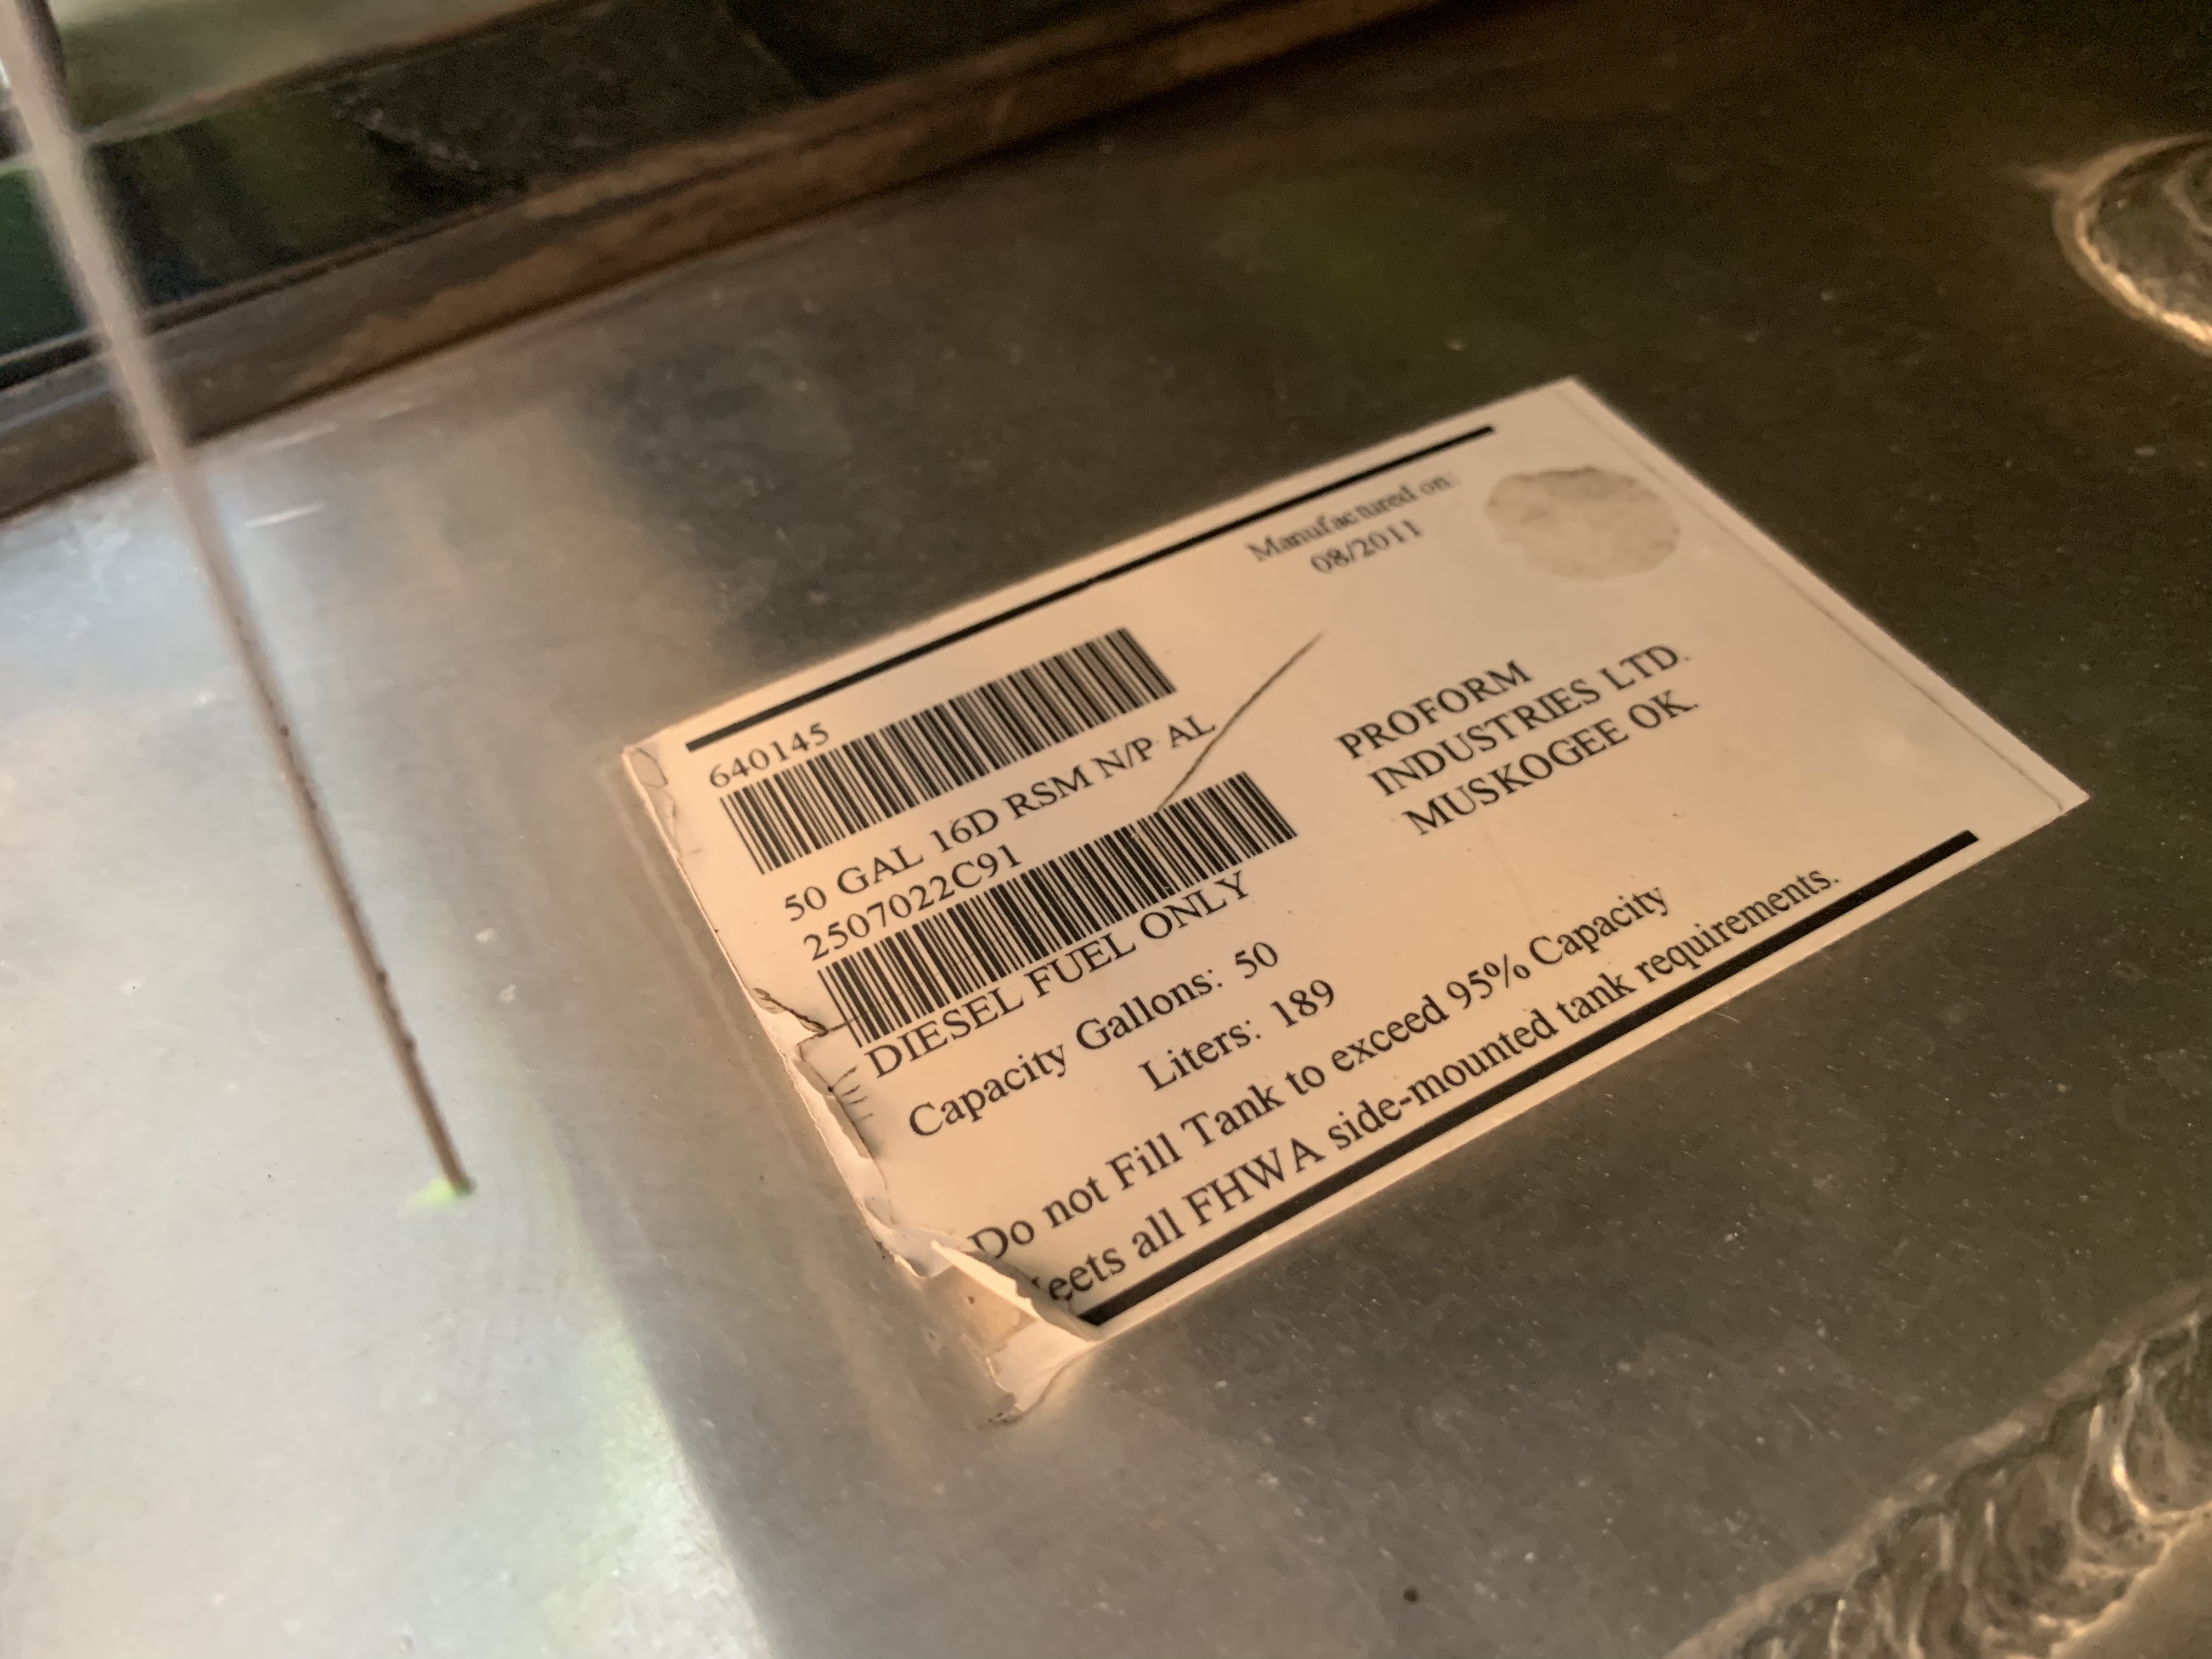 640145
50 GAL 16D RSM N/P AL
2507022C91
DIESEL FUEL ONLY
Capacity Gallons: 50
Liters: 189
Manufactured on:
08/2011
PROFORM
INDUSTRIES LTD.
MUSKOGEE OK.
Do not Fill Tank to exceed 95% Capacity
eets all FHWA side-mounted tank requirements.